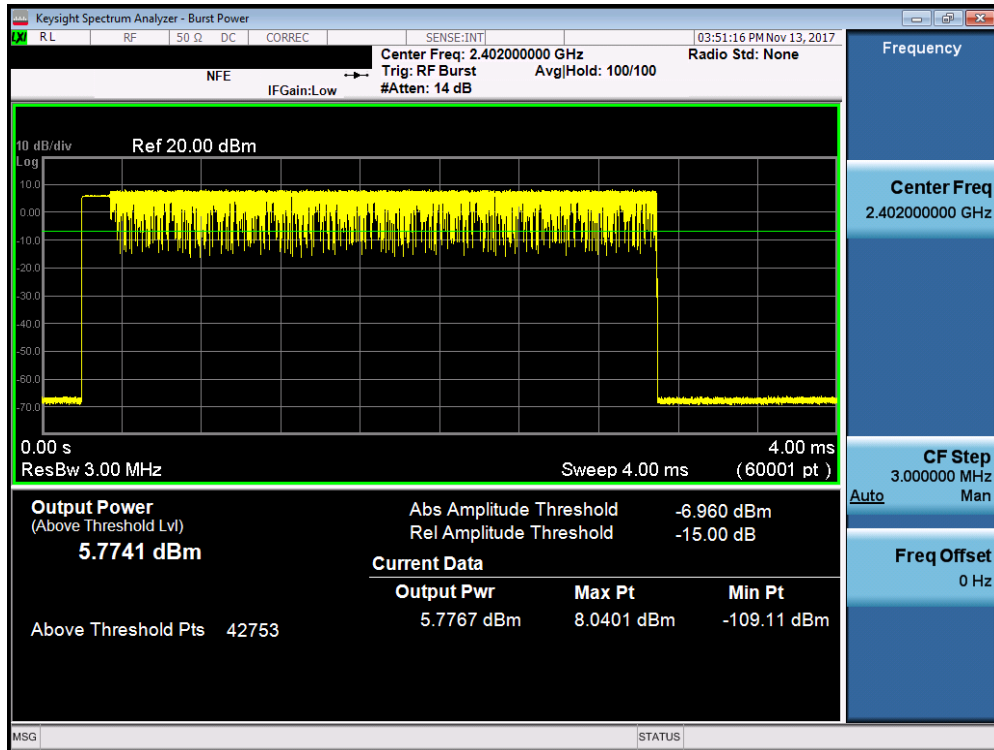 Keysight Spectrum Analyzer - Burst Power
LXI RL RF 50 Ω DC CORREC SENSE:INT 03:51:16 PM Nov 13, 2017
Center Freq: 2.402000000 GHz Radio Std: None
NFE Trig: RF Burst Avg|Hold: 100/100
IFGain:Low #Atten: 14 dB
10 dB/div Ref 20.00 dBm
Log
10.0
0.00
-10.0
-20.0
-30.0
-40.0
-50.0
-60.0
-70.0
0.00 s 4.00 ms
ResBw 3.00 MHz Sweep 4.00 ms (60001 pt )
Output Power
(Above Threshold Lvl)
5.7741 dBm
Above Threshold Pts 42753
Abs Amplitude Threshold -6.960 dBm
Rel Amplitude Threshold -15.00 dB
Current Data
Output Pwr Max Pt Min Pt
5.7767 dBm 8.0401 dBm -109.11 dBm
Frequency
Center Freq
2.402000000 GHz
CF Step
3.000000 MHz
Auto Man
Freq Offset
0 Hz
MSG STATUS